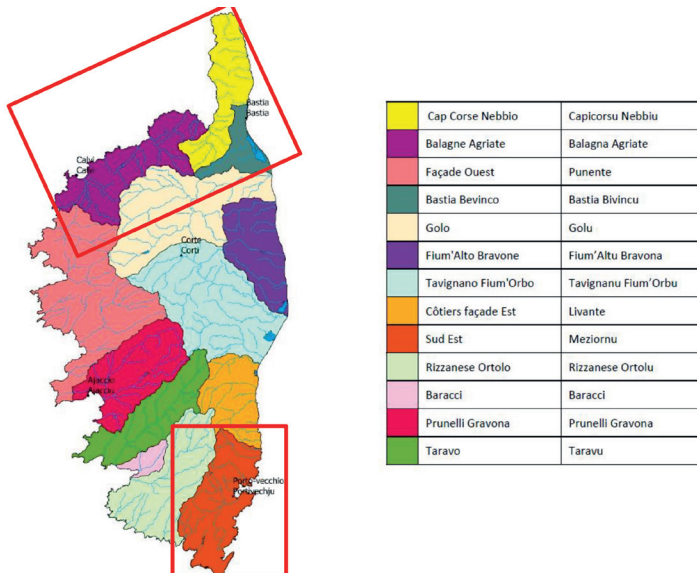 Bastia
Bastia
Calvi
Calvi
Corte
Corti
Ajacciu
Porto-vecchio
Portivechju
Cap Corse Nebbio Capicorsu Nebbiu
Balagne Agriate Balagna Agriate
Façade Ouest Punente
Bastia Bevinco Bastia Bivincu
Golo Golu
Fium'Alto Bravone Fium’Altu Bravona
Tavignano Fium'Orbo Tavignanu Fium’Orbu
Côtiers façade Est Livante
Sud Est Meziornu
Rizzanese Ortolo Rizzanese Ortolu
Baracci Baracci
Prunelli Gravona Prunelli Gravona
Taravo Taravu